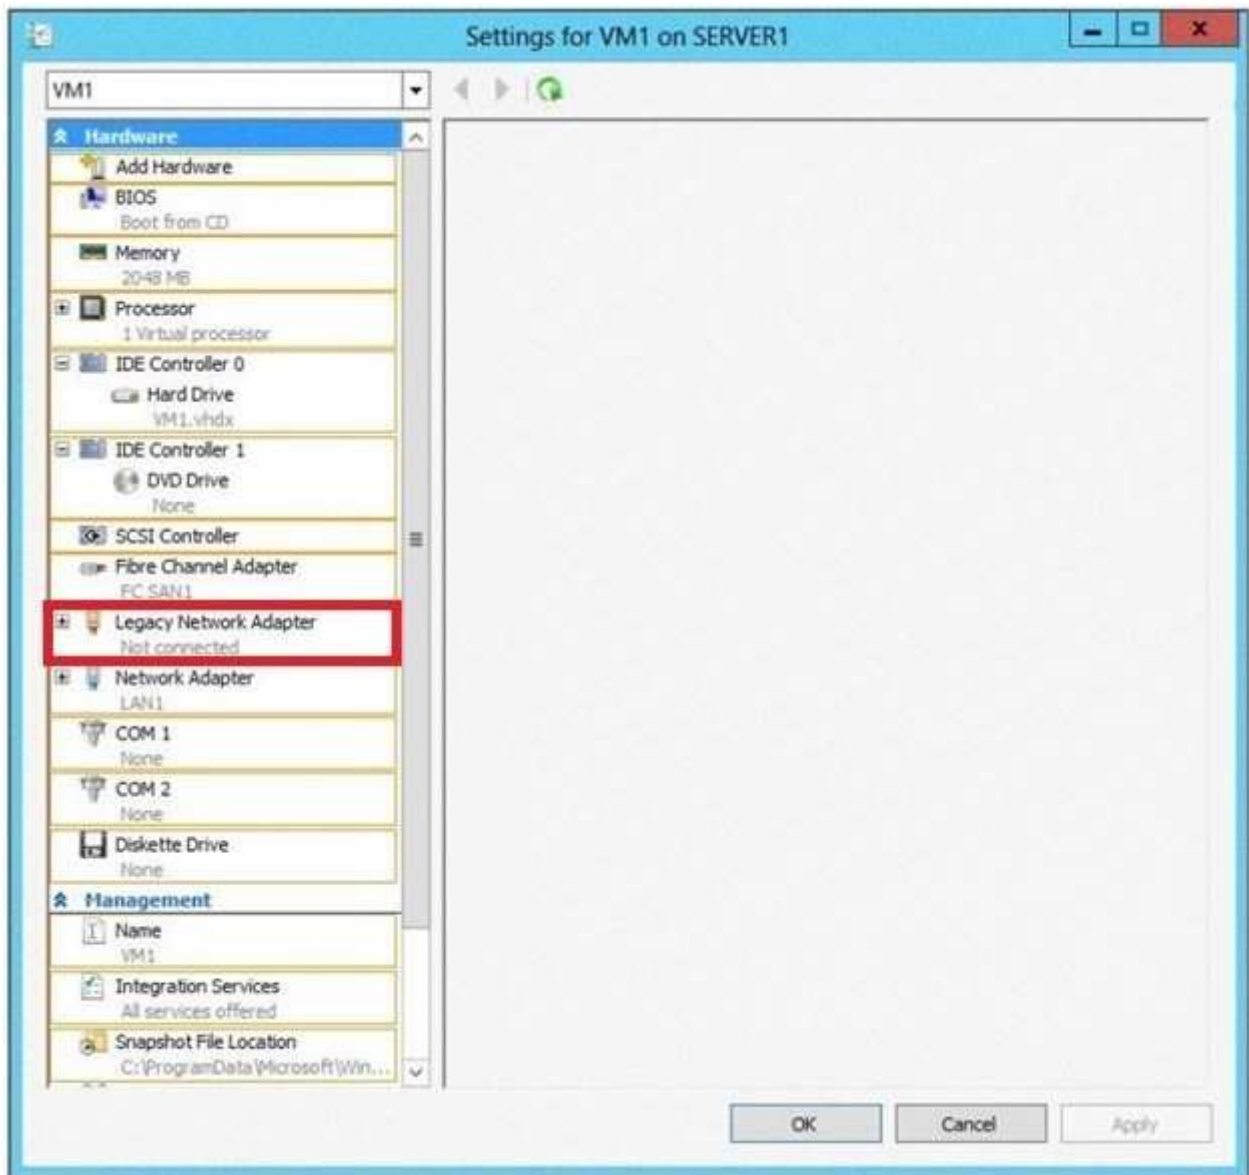 Settings for VM1 on SERVER1
VM1
Hardware
Add Hardware
BIOS
Boot from CD
Memory
2048 MB
Processor
1 Virtual processor
IDE Controller 0
Hard Drive
VM1.vhdx
IDE Controller 1
DVD Drive
None
SCSI Controller
Fibre Channel Adapter
FC SAN1
Legacy Network Adapter
Not connected
Network Adapter
LAN1
COM 1
None
COM 2
None
Diskette Drive
None
Management
Name
VM1
Integration Services
All services offered
Snapshot File Location
C:\ProgramData\Microsoft\Win...
OK Cancel Apply